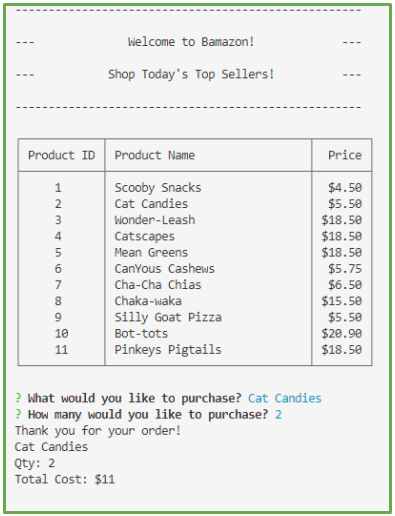 ----------------------------------------------------
--- Welcome to Bamazon! ---
--- Shop Today's Top Sellers! ---
----------------------------------------------------
Product ID Product Name Price
1 Scooby Snacks $4.50
2 Cat Candies $5.50
3 Wonder-Leash $18.50
4 Catscapes $18.50
5 Mean Greens $18.50
6 CanYous Cashews $5.75
7 Cha-Cha Chias $6.50
8 Chaka-waka $15.50
9 Silly Goat Pizza $5.50
10 Bot-tots $20.90
11 Pinkeys Pigtails $18.50
? What would you like to purchase? Cat Candies
? How many would you like to purchase? 2
Thank you for your order!
Cat Candies
Qty: 2
Total Cost: $11